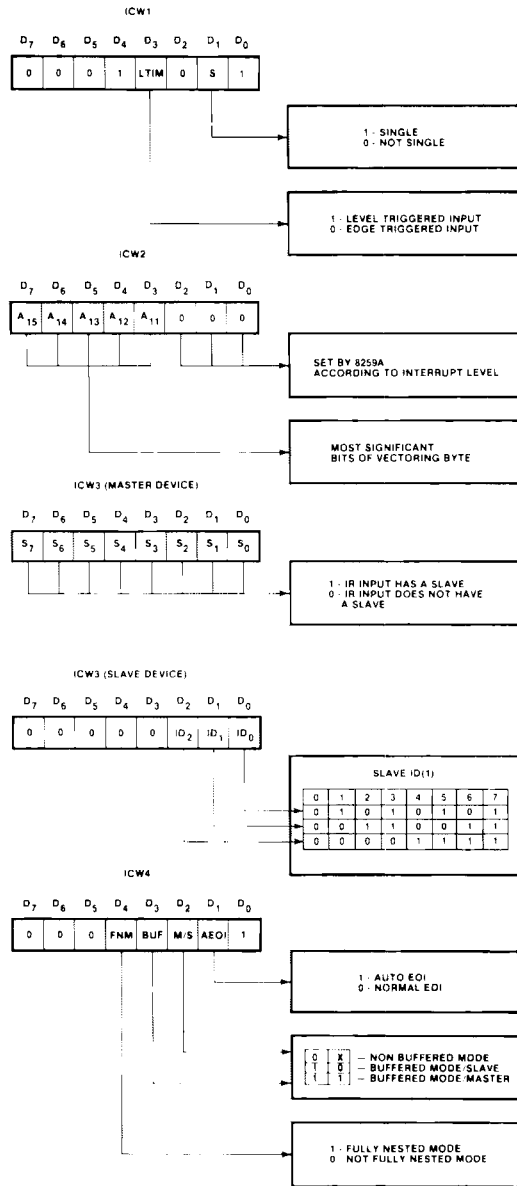 ICW1
D7 D6 D5 D4 D3 D2 D1 D0
0 0 0 1 LTIM 0 S 1
1 - SINGLE
0 - NOT SINGLE
1 - LEVEL TRIGGERED INPUT
0 - EDGE TRIGGERED INPUT
ICW2
D7 D6 D5 D4 D3 D2 D1 D0
A15 A14 A13 A12 A11 0 0 0
SET BY 8259A
ACCORDING TO INTERRUPT LEVEL
MOST SIGNIFICANT
BITS OF VECTORING BYTE
ICW3 (MASTER DEVICE)
D7 D6 D5 D4 D3 D2 D1 D0
S7 S6 S5 S4 S3 S2 S1 S0
1 - IR INPUT HAS A SLAVE
0 - IR INPUT DOES NOT HAVE
A SLAVE
ICW3 (SLAVE DEVICE)
D7 D6 D5 D4 D3 D2 D1 D0
0 0 0 0 0 ID2 ID1 ID0
SLAVE ID(1)
0 1 2 3 4 5 6 7
0 1 0 1 0 1 0 1
0 0 1 1 0 0 1 1
0 0 0 0 1 1 1 1
ICW4
D7 D6 D5 D4 D3 D2 D1 D0
0 0 0 FNM BUF M/S AEOI 1
1 - AUTO EOI
0 - NORMAL EOI
0 X – NON BUFFERED MODE
1 0 – BUFFERED MODE/SLAVE
1 1 – BUFFERED MODE/MASTER
1 - FULLY NESTED MODE
0 - NOT FULLY NESTED MODE